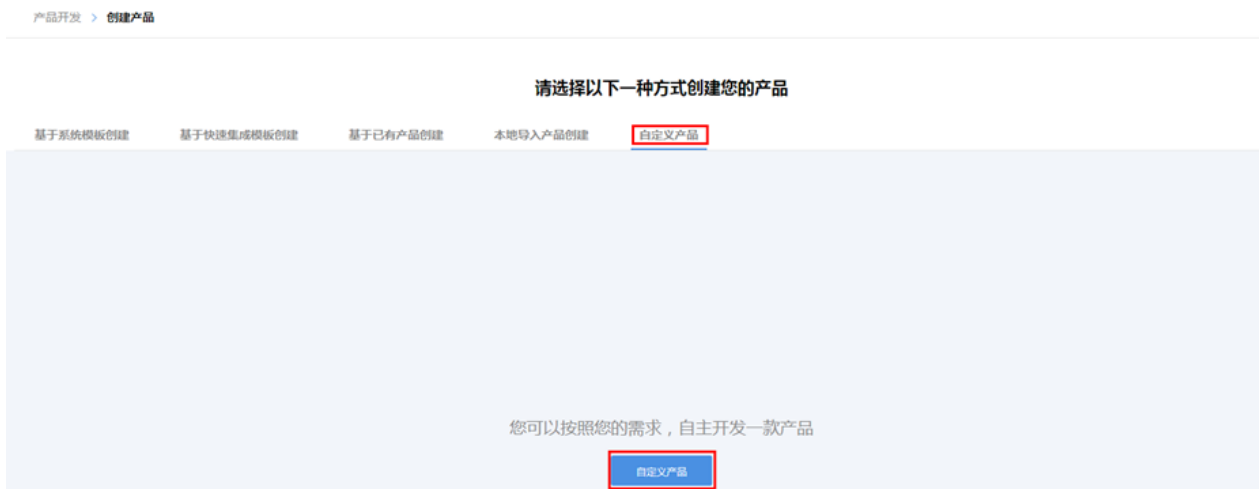 产品开发 > 创建产品
请选择以下一种方式创建您的产品
基于系统模板创建 基于快速集成模板创建 基于已有产品创建 本地导入产品创建 自定义产品
您可以按照您的需求，自主开发一款产品
自定义产品